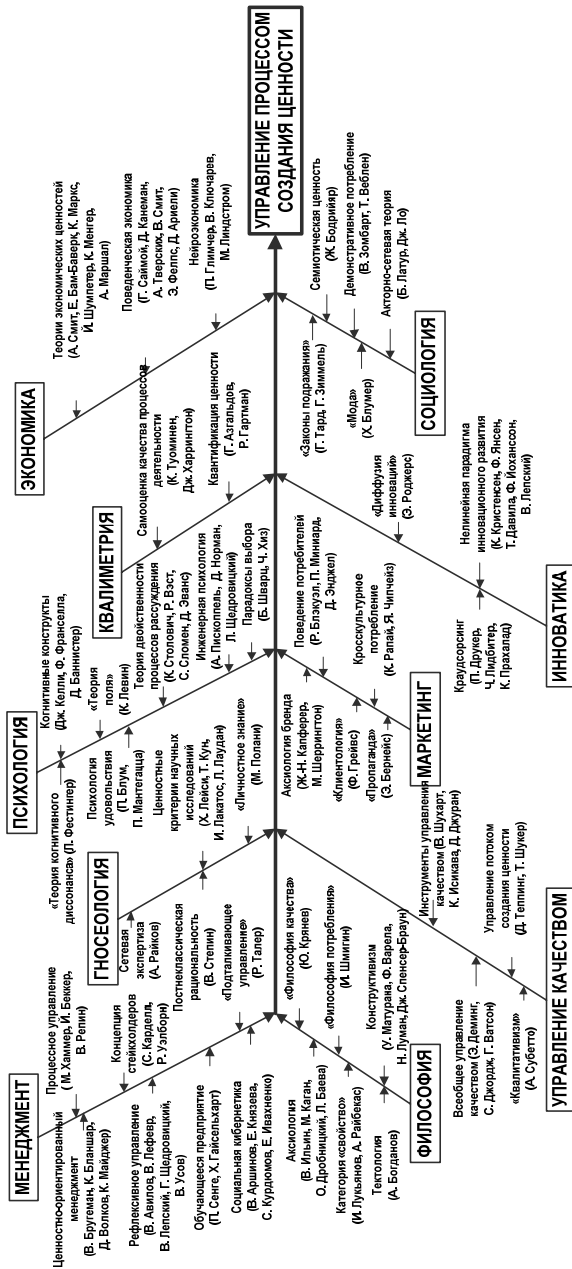 МЕНЕДЖМЕНТ
Процессное управление
( М. Хаммер, Й. Беккер,
В. Репин)
Ценностно-ориентированный
менеджмент
(В. Бругеман, К. Бланшар,
Д. Волков, К. Майджер)
Концепция
стейкхолдеров
(С. Карделл,
Р. Уэлборн)
Рефлексивное управление
(В. Авилов, В. Лефевр,
В. Лепский, Г. Щедровицкий,
В. Усов)
Обучающееся предприятие
(П. Сенге, Х. Гайсельхарт)
Социальная кибернетика
(В. Аршинов, Е. Князева,
С. Курдюмов, Е. Ивахненко)
ГНОСЕОЛОГИЯ
Сетевая
экспертиза
(А. Райков)
Ценностные
критерии научных
исследований
(Х. Лейси, Т. Кун,
И. Лакатос, Л. Лаудан)
Постнеклассическая
рациональность
(В. Степин)
«Личностное знание»
(М. Полани)
«Подталкивающее
управление»
(Р. Талер)
ПСИХОЛОГИЯ
Когнитивные конструкты
(Дж. Келли, Ф. Франселла,
Д. Баннистер)
«Теория когнитивного
диссонанса» (Л. Фестингер)
«Теория
поля»
(К. Левин)
Психология
удовольствия
(П. Блум,
П. Мантегацца)
Теория двойственности
процессов рассуждения
(К. Столович, Р. Вэст,
С. Сломен, Д. Эванс)
Инженерная психология
(А. Пископпель, Д. Норман,
Л. Щедровицкий)
Парадоксы выбора
(Б. Шварц, Ч. Хиз)
КВАЛИМЕТРИЯ
Самооценка качества процессов
деятельности
(К. Туоминен,
Дж. Харрингтон)
Квантификация ценности
(Г. Азгальдов,
Р. Гартман)
ЭКОНОМИКА
Теории экономических ценностей
(А. Смит, Е. Бам-Баверк, К. Маркс,
Й. Шумпетер, К. Менгер,
А. Маршал)
Поведенческая экономика
(Г. Саймой, Д. Канеман,
А. Тверских, В. Смит,
Э. Фелпс, Д. Ариели)
Нейроэкономика
(П. Глимчер, В. Ключарев,
М. Линдстром)
УПРАВЛЕНИЕ ПРОЦЕССОМ
СОЗДАНИЯ ЦЕННОСТИ
«Философия качества»
(Ю. Крянев)
Аксиология
(В. Ильин, М. Каган,
О. Дробницкий, Л. Баева)
«Философия потребления»
(И. Шмигин)
Категория «свойство»
(И. Лукьянов, А. Райбекас)
Конструктивизм
(У. Матурана, Ф. Варела,
Н. Луман, Дж. Спенсер-Браун)
Тектология
(А. Богданов)
ФИЛОСОФИЯ
Инструменты управления
качеством (В. Шухарт,
К. Исикава, Д. Джуран)
Всеобщее управление
качеством (Э. Деминг,
С. Джордж, Г. Ватсон)
Управление потоком
создания ценности
(Д. Теппинг, Т. Шукер)
«Квалитативизм»
(А. Субетто)
УПРАВЛЕНИЕ КАЧЕСТВОМ
Аксиология бренда
(Ж.-Н. Капферер,
М. Шеррингтон)
Поведение потребителей
(Р. Блэкуэл, П. Миниард,
Д. Энджел)
«Клиентология»
(Ф. Грейвс)
Кросскультурное
потребление
(К. Рапай, Я. Чипчейз)
«Пропаганда»
(Э. Бернейс)
МАРКЕТИНГ
«Диффузия
инноваций»
(Э. Роджерс)
Краудсорсинг
(П. Друкер,
Ч. Лидбитер,
К. Прахалад)
Нелинейная парадигма
инновационного развития
(К. Кристенсен, Ф. Янсен,
Т. Давила, Ф. Йоханссон,
В. Лепский)
ИННОВАТИКА
«Законы подражания»
(Г. Тард, Г. Зиммель)
Семиотическая ценность
(Ж. Бодрийяр)
Демонстративное потребление
(В. Зомбарт, Т. Веблен)
«Мода»
(Х. Блумер)
Акторно-сетевая теория
(Б. Латур, Дж. Ло)
СОЦИОЛОГИЯ